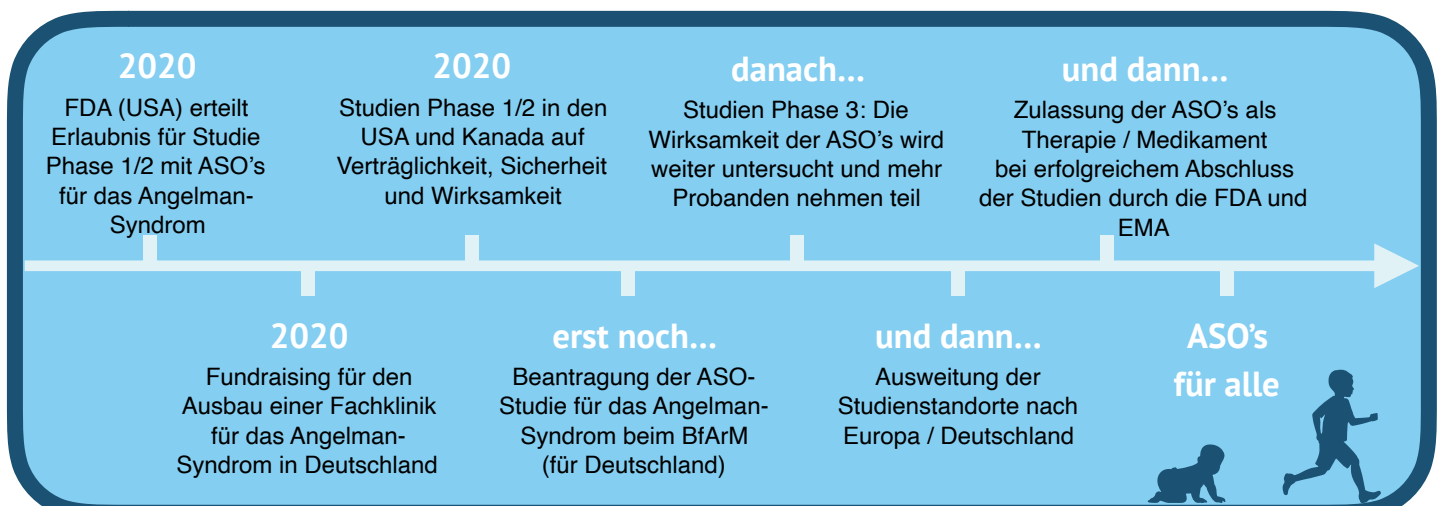 2020
FDA (USA) erteilt
Erlaubnis für Studie
Phase 1/2 mit ASO's
für das Angelman-
Syndrom
2020
Fundraising für den
Ausbau einer Fachklinik
für das Angelman-
Syndrom in Deutschland
2020
Studien Phase 1/2 in den
USA und Kanada auf
Verträglichkeit, Sicherheit
und Wirksamkeit
erst noch...
Beantragung der ASO-
Studie für das Angelman-
Syndrom beim BfArM
(für Deutschland)
danach...
Studien Phase 3: Die
Wirksamkeit der ASO's wird
weiter untersucht und mehr
Probanden nehmen teil
und dann...
Ausweitung der
Studienstandorte nach
Europa / Deutschland
und dann...
Zulassung der ASO's als
Therapie / Medikament
bei erfolgreichem Abschluss
der Studien durch die FDA und
EMA
ASO's
für alle